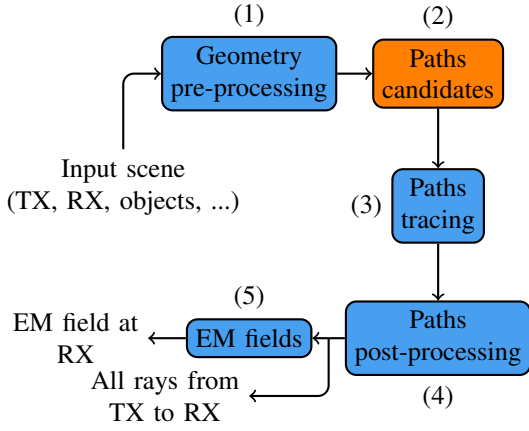 (1)
(2)
Geometry
pre-processing
Paths
candidates
Input scene
(TX, RX, objects, ...)
(3)
Paths
tracing
(5)
EM field at
RX
EM fields
Paths
post-processing
All rays from
TX to RX
(4)